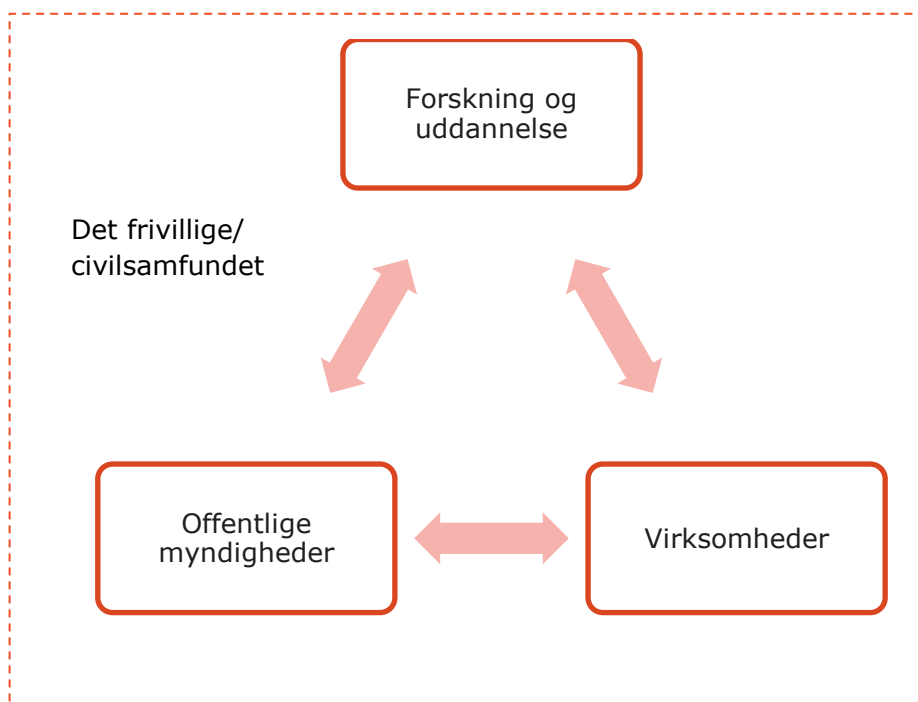 Forskning og
uddannelse
Det frivillige/
civilsamfundet
Offentlige
myndigheder
Virksomheder